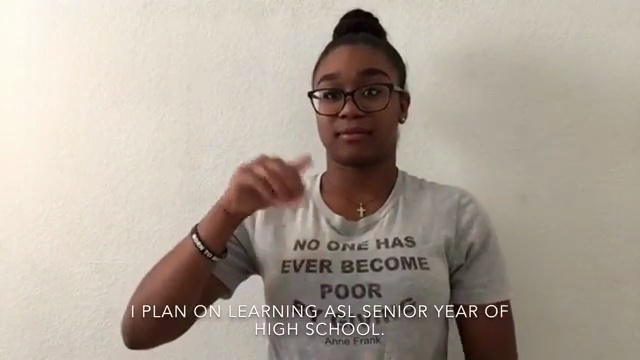 NO ONE HAS
EVER BECOME
POOR
Anne Frank
I PLAN ON LEARNING ASL SENIOR YEAR OF
HIGH SCHOOL.